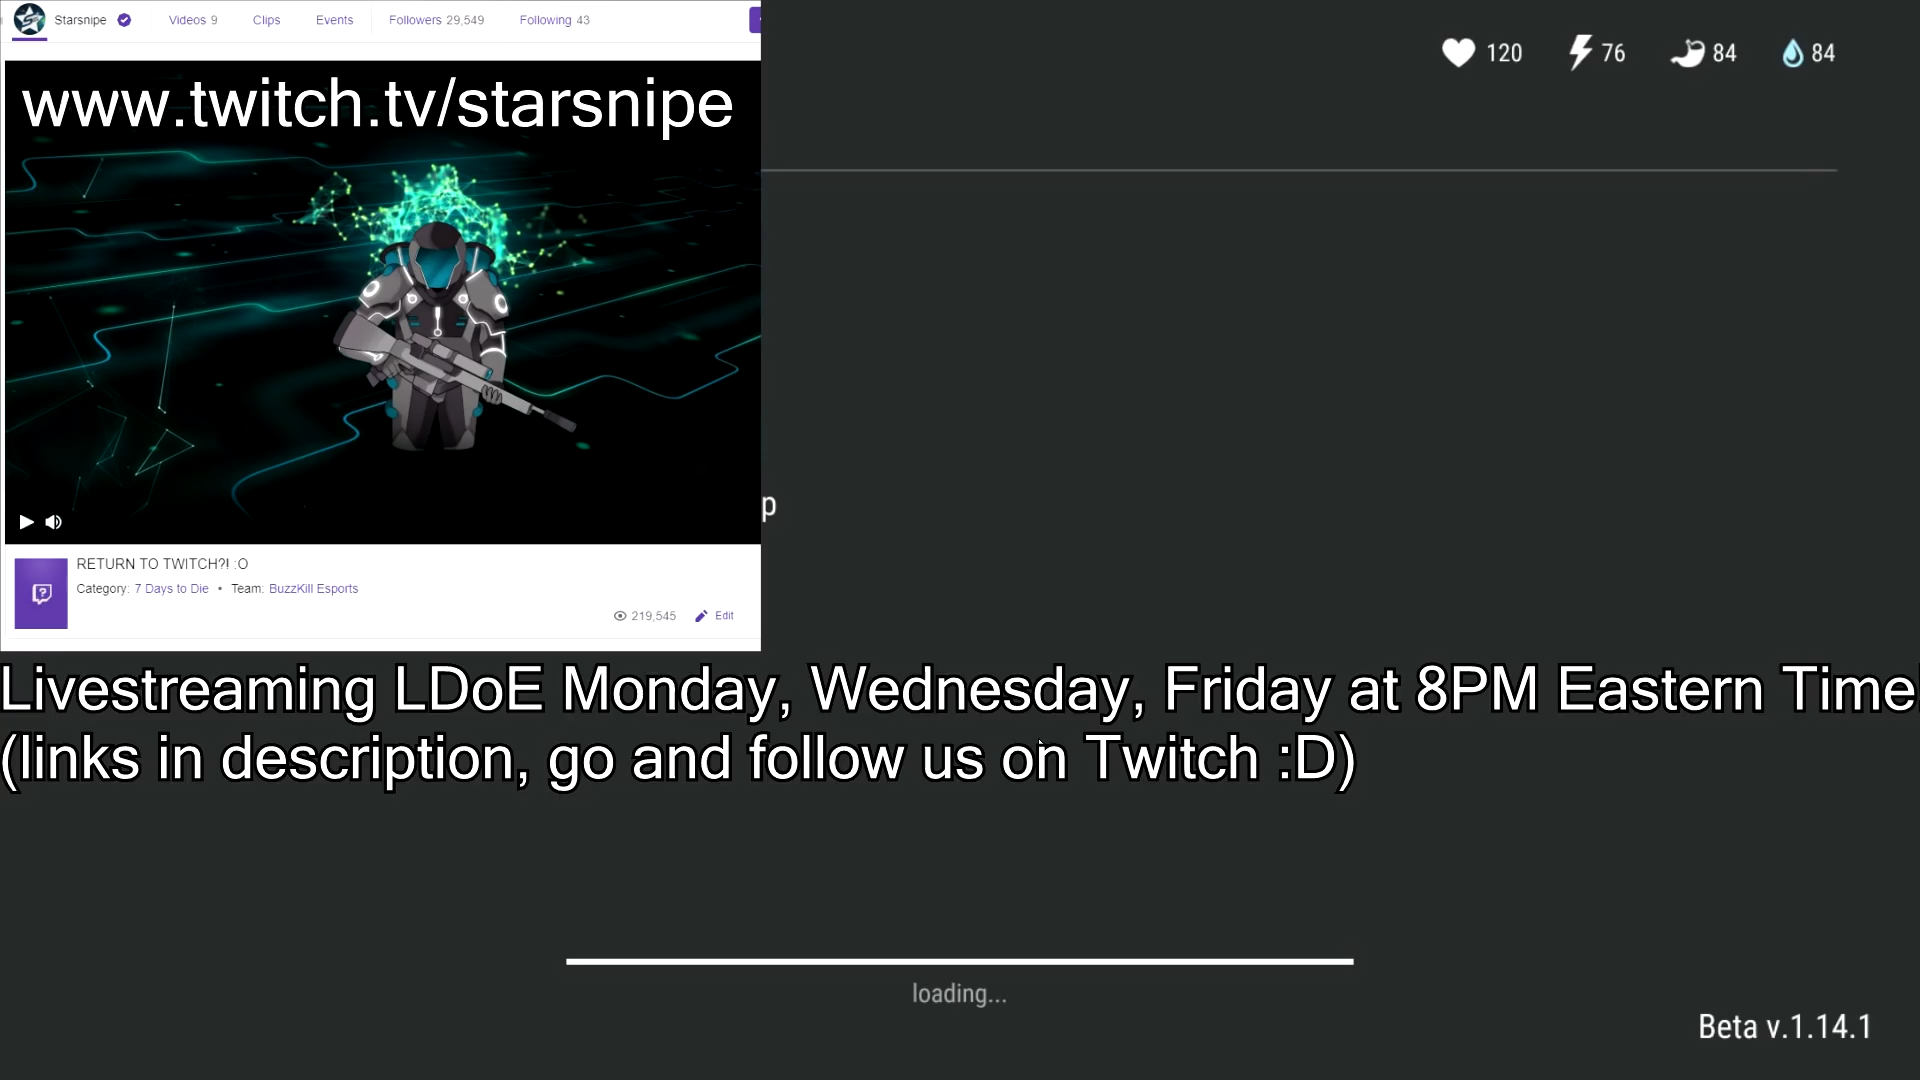 Starsnipe Videos 9 Clips Events Followers 29,549 Following 43
120 76 84 84
www.twitch.tv/starsnipe
p
RETURN TO TWITCH?! :O
Category: 7 Days to Die • Team: BuzzKill Esports
219,545 Edit
Livestreaming LDoE Monday, Wednesday, Friday at 8PM Eastern Time
(links in description, go and follow us on Twitch :D)
loading...
Beta v.1.14.1